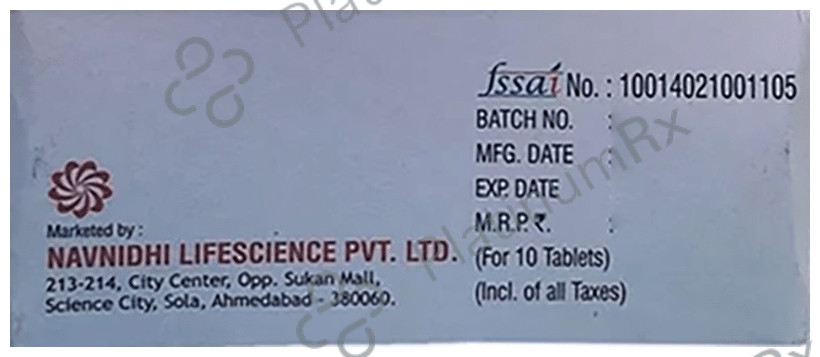 fssai No. : 10014021001105
BATCH NO. :
MFG. DATE :
EXP. DATE
M.R.P. ₹. :
(For 10 Tablets)
(Incl. of all Taxes)
Marketed by :
NAVNIDHI LIFESCIENCE PVT. LTD.
213-214, City Center, Opp. Sukan Mall,
Science City, Sola, Ahmedabad - 380060.
PlatinumRx